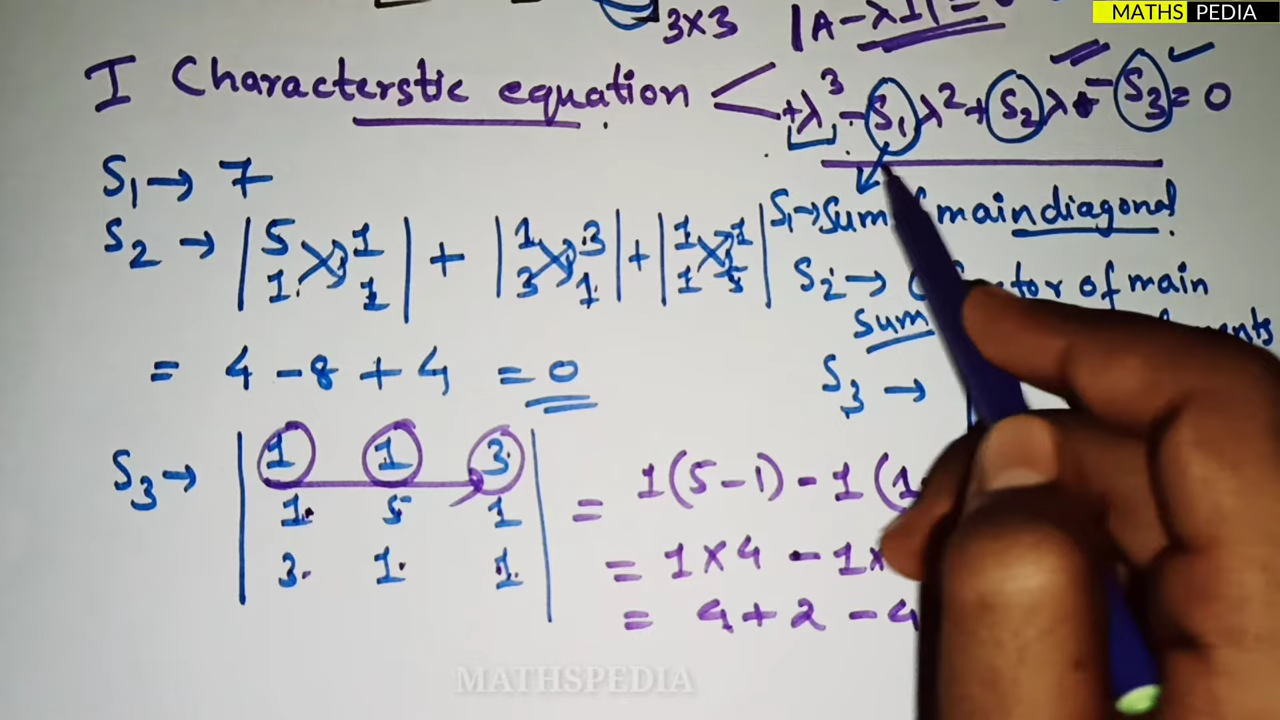 MATHS PEDIA
3×3 |A-λI|=0
I Characterstic equation < +λ³ - S₁λ² + S₂λ - S₃ = 0
S₁ → 7
S₁ → Sum of main diagonal
S₂ → |5 1| + |1 3| + |1 1|
|1 1| |3 1| |1 5|
S₂ → of main
Sum
= 4 - 8 + 4 = 0
S₃ →
S₃ → |1 1 3|
|1 5 1|
|3 1 1|
= 1(5-1) - 1(1
= 1×4 - 1×
= 4 + 2 - 4
MATHSPEDIA